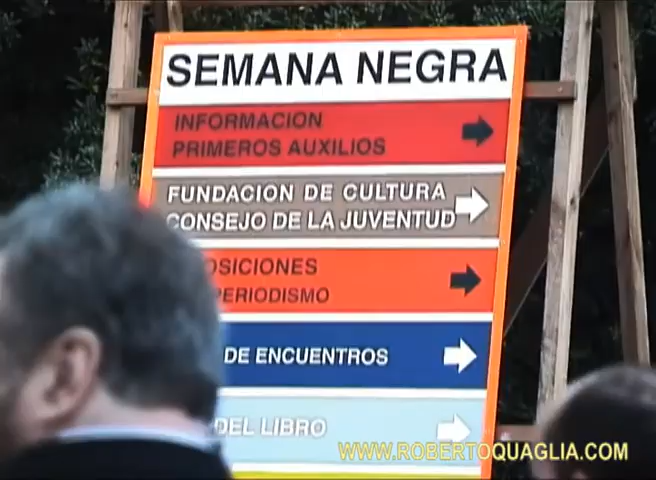 SEMANA NEGRA
INFORMACION
PRIMEROS AUXILIOS
FUNDACION DE CULTURA
CONSEJO DE LA JUVENTUD
PERIODISMO
DE ENCUENTROS
DEL LIBRO
WWW.ROBERTOQUAGLIA.COM